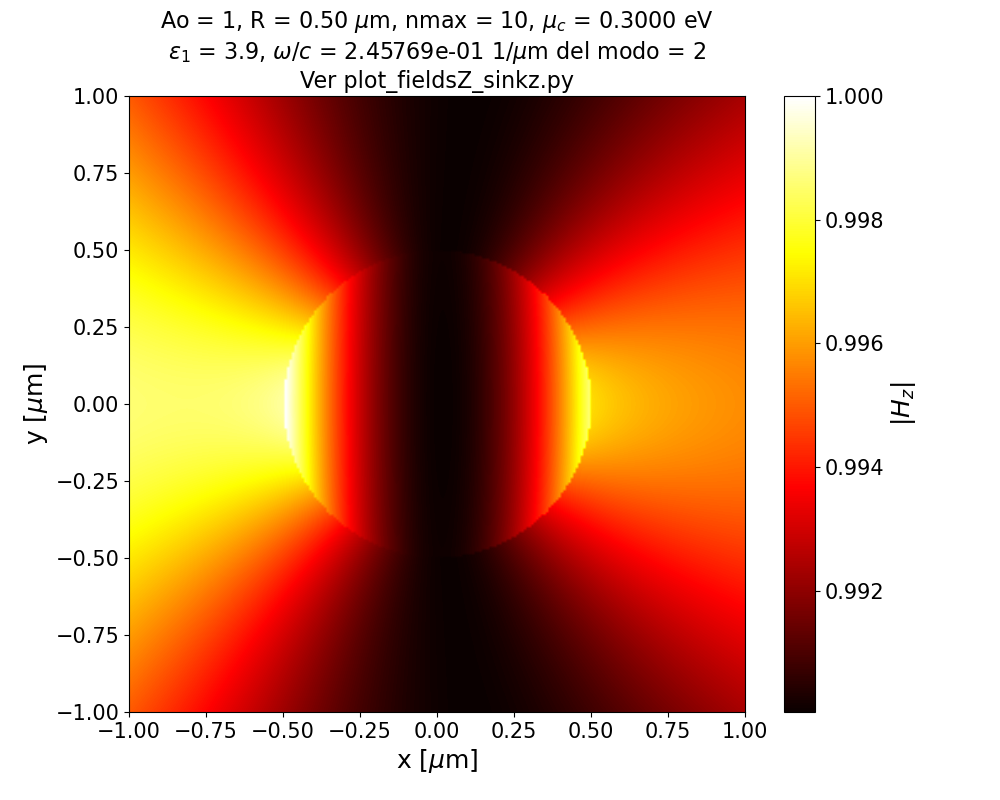 Ao = 1, R = 0.50 μm, nmax = 10, μc = 0.3000 eV
ε1 = 3.9, ω/c = 2.45769e-01 1/μm del modo = 2
Ver plot_fieldsZ_sinkz.py
1.00
0.75
0.50
0.25
0.00
−0.25
−0.50
−0.75
−1.00
y [μm]
−1.00 −0.75 −0.50 −0.25 0.00 0.25 0.50 0.75 1.00
x [μm]
1.000
0.998
0.996
0.994
0.992
|Hz|